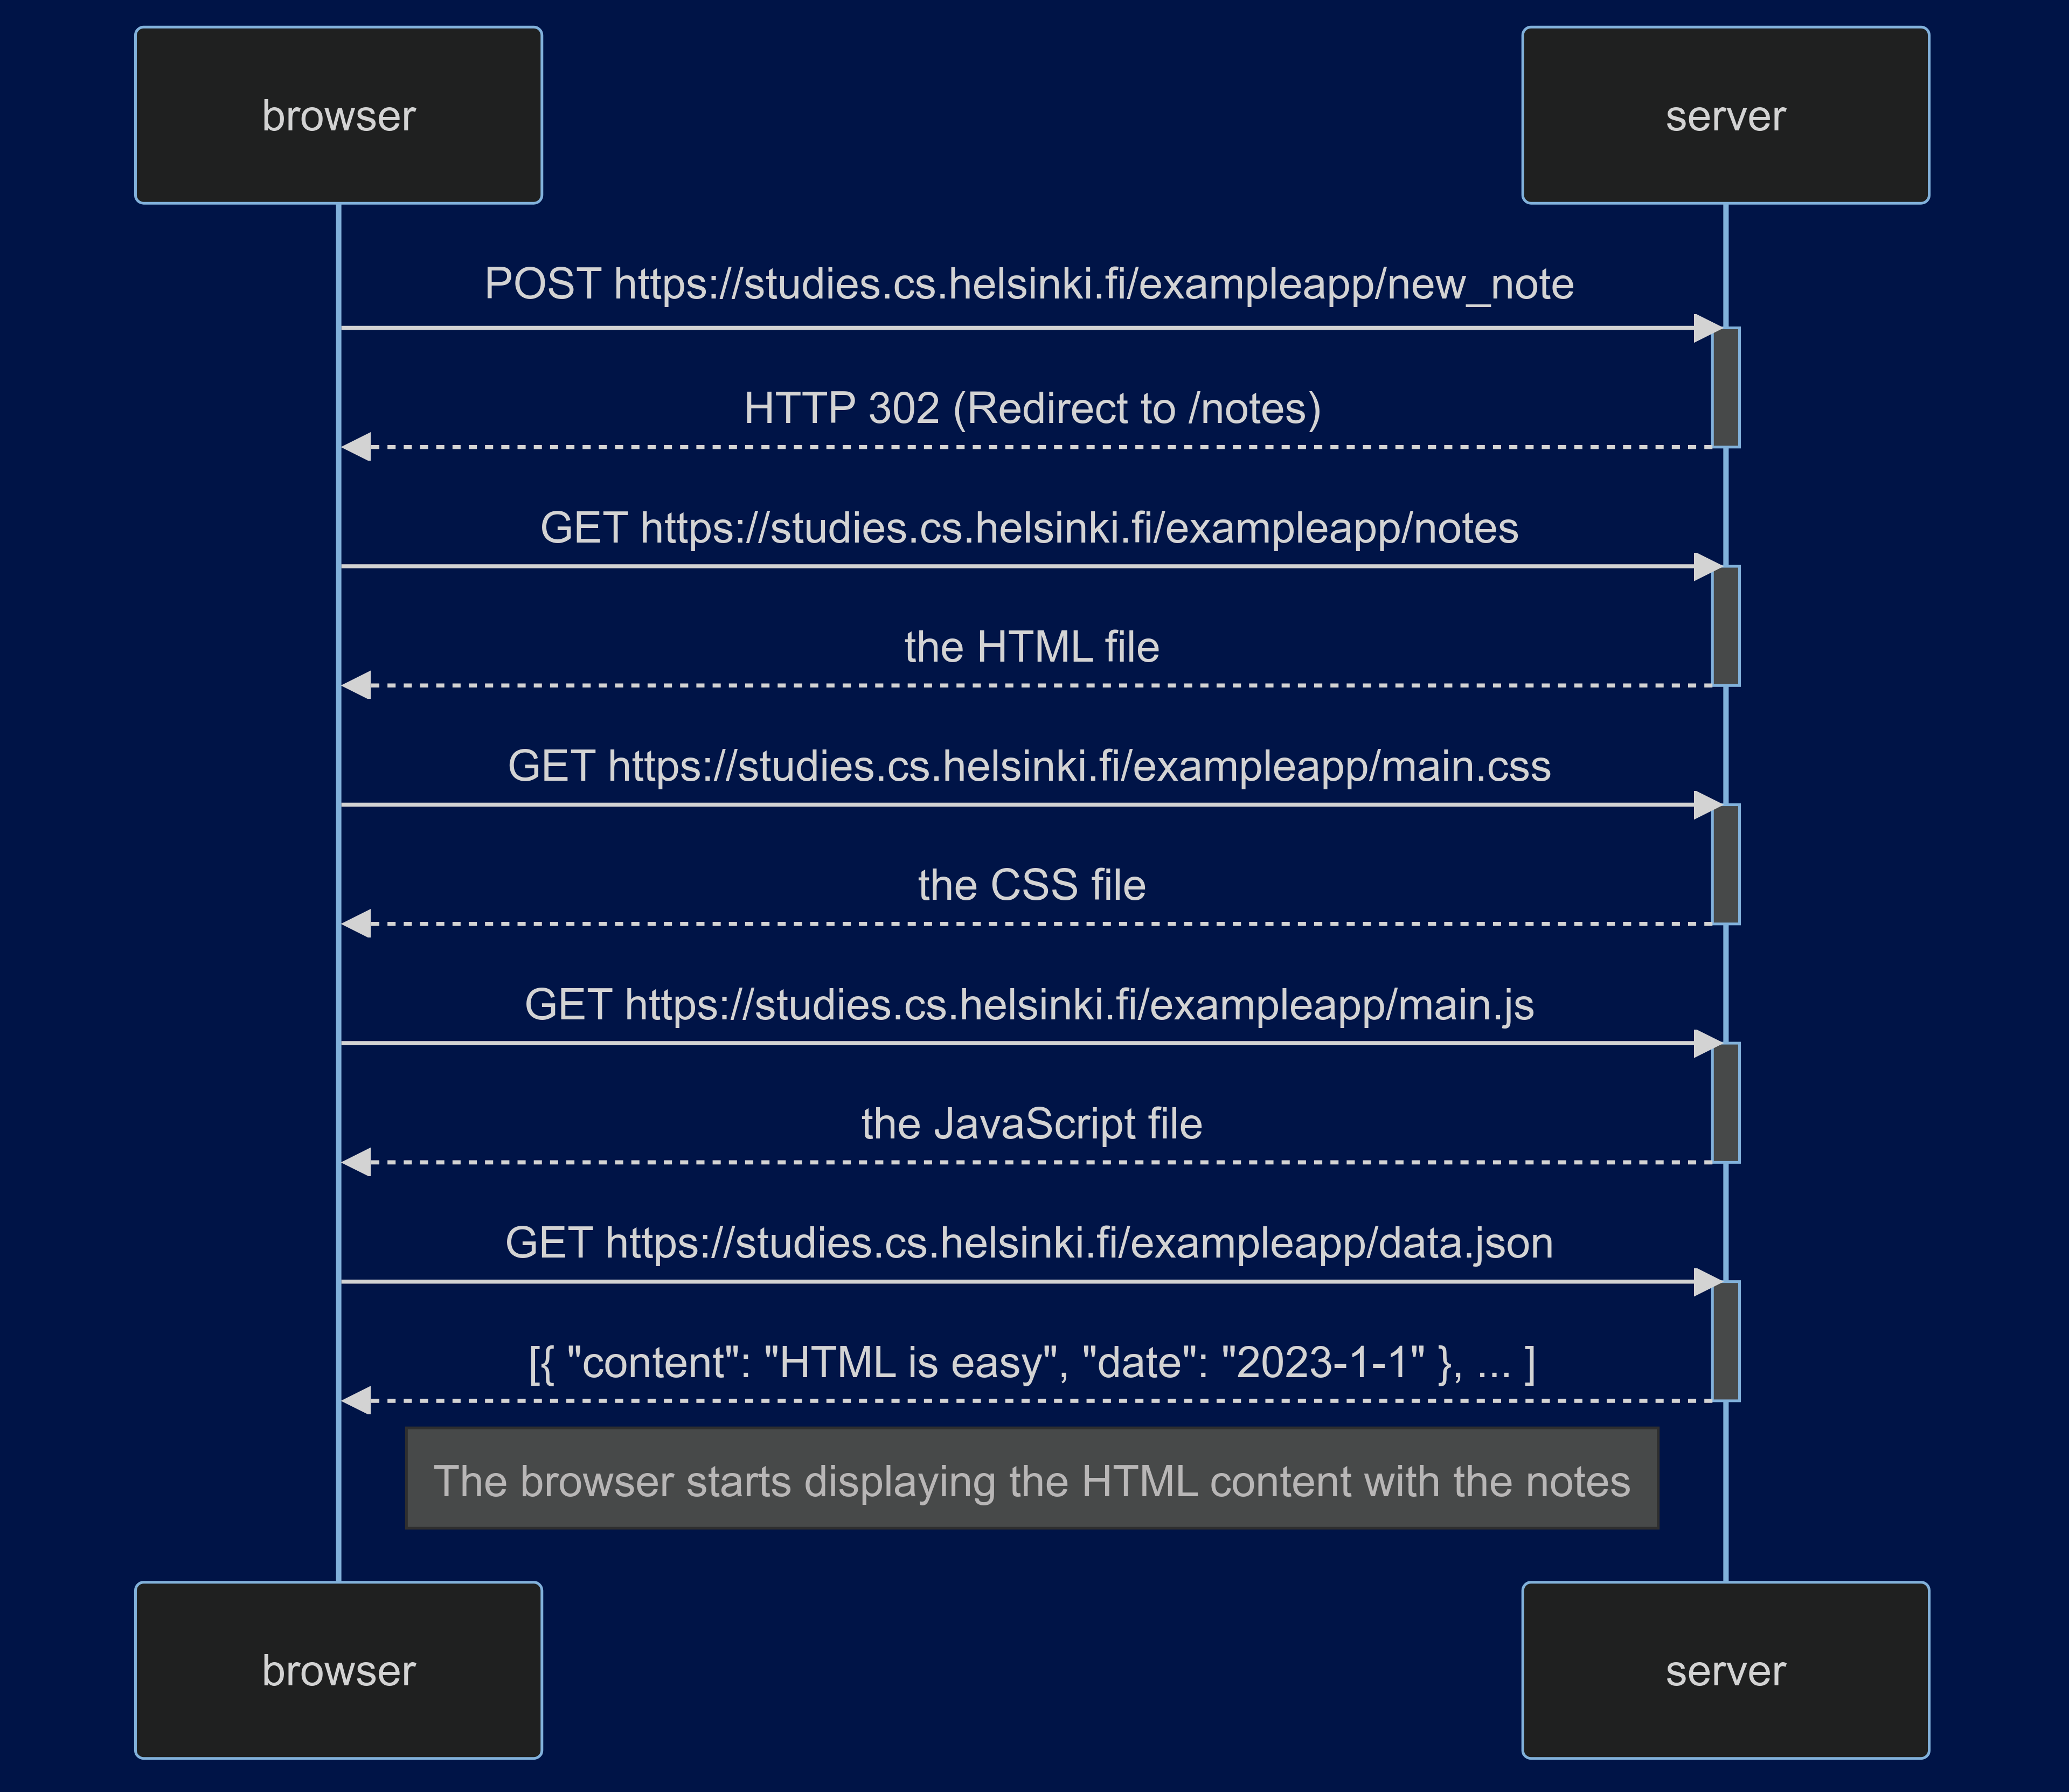 browser
server
POST https://studies.cs.helsinki.fi/exampleapp/new_note
HTTP 302 (Redirect to /notes)
GET https://studies.cs.helsinki.fi/exampleapp/notes
the HTML file
GET https://studies.cs.helsinki.fi/exampleapp/main.css
the CSS file
GET https://studies.cs.helsinki.fi/exampleapp/main.js
the JavaScript file
GET https://studies.cs.helsinki.fi/exampleapp/data.json
[{ "content": "HTML is easy", "date": "2023-1-1" }, ... ]
The browser starts displaying the HTML content with the notes
browser
server